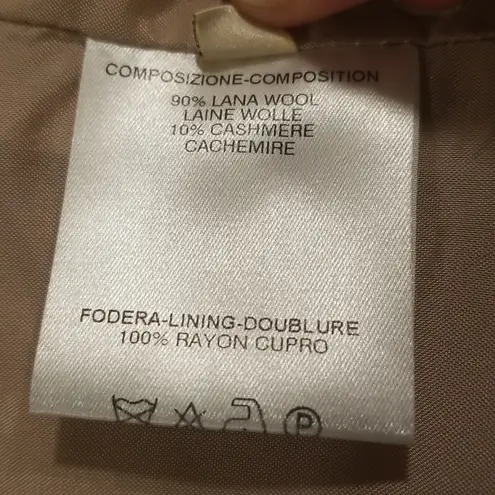 COMPOSIZIONE-COMPOSITION
90% LANA WOOL
LAINE WOLLE
10% CASHMERE
CACHEMIRE
FODERA-LINING-DOUBLURE
100% RAYON CUPRO
P